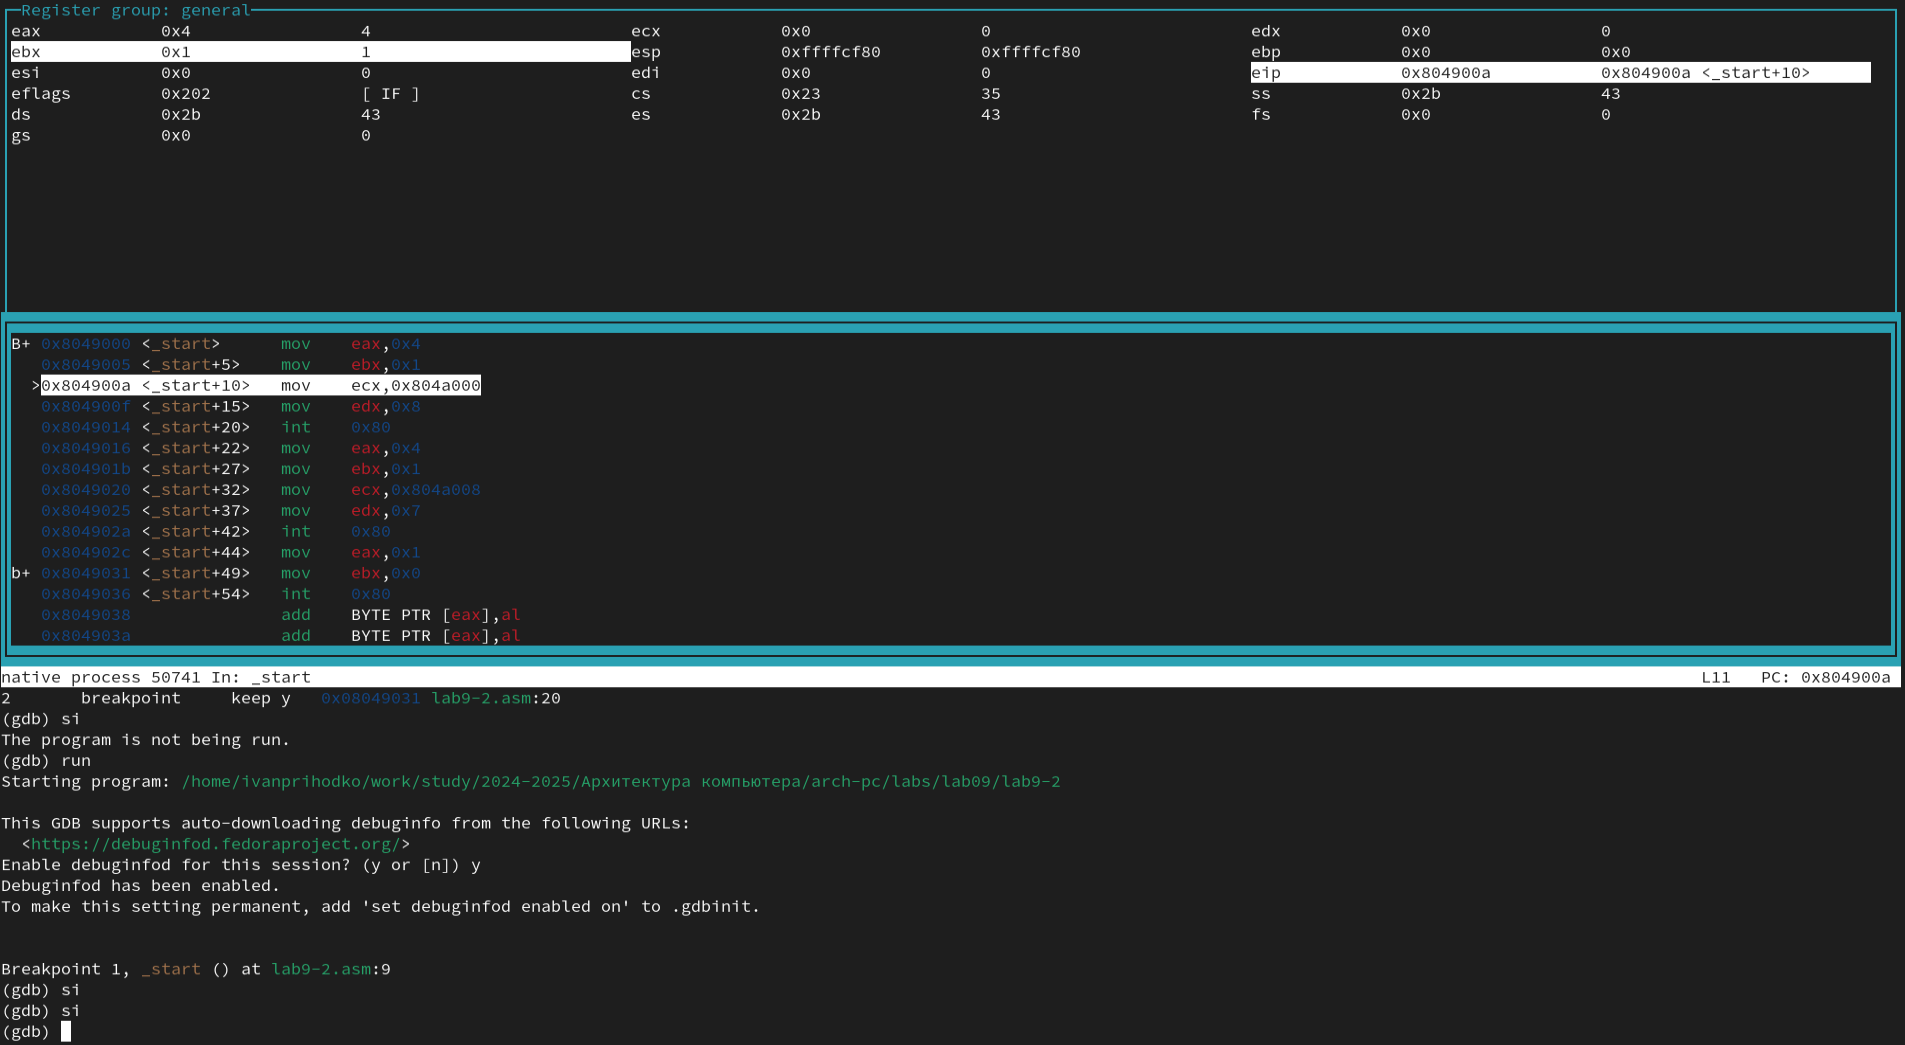 Register group: general
eax 0x4 4 ecx 0x0 0 edx 0x0 0
ebx 0x1 1 esp 0xffffcf80 0xffffcf80 ebp 0x0 0x0
esi 0x0 0 edi 0x0 0 eip 0x804900a 0x804900a <_start+10>
eflags 0x202 [ IF ] cs 0x23 35 ss 0x2b 43
ds 0x2b 43 es 0x2b 43 fs 0x0 0
gs 0x0 0
B+ 0x8049000 <_start> mov eax,0x4
0x8049005 <_start+5> mov ebx,0x1
>0x804900a <_start+10> mov ecx,0x804a000
0x804900f <_start+15> mov edx,0x8
0x8049014 <_start+20> int 0x80
0x8049016 <_start+22> mov eax,0x4
0x804901b <_start+27> mov ebx,0x1
0x8049020 <_start+32> mov ecx,0x804a008
0x8049025 <_start+37> mov edx,0x7
0x804902a <_start+42> int 0x80
0x804902c <_start+44> mov eax,0x1
b+ 0x8049031 <_start+49> mov ebx,0x0
0x8049036 <_start+54> int 0x80
0x8049038 add BYTE PTR [eax],al
0x804903a add BYTE PTR [eax],al
native process 50741 In: _start L11 PC: 0x804900a
2 breakpoint keep y 0x08049031 lab9-2.asm:20
(gdb) si
The program is not being run.
(gdb) run
Starting program: /home/ivanprihodko/work/study/2024-2025/Архитектура компьютера/arch-pc/labs/lab09/lab9-2
This GDB supports auto-downloading debuginfo from the following URLs:
<https://debuginfod.fedoraproject.org/>
Enable debuginfod for this session? (y or [n]) y
Debuginfod has been enabled.
To make this setting permanent, add 'set debuginfod enabled on' to .gdbinit.
Breakpoint 1, _start () at lab9-2.asm:9
(gdb) si
(gdb) si
(gdb)